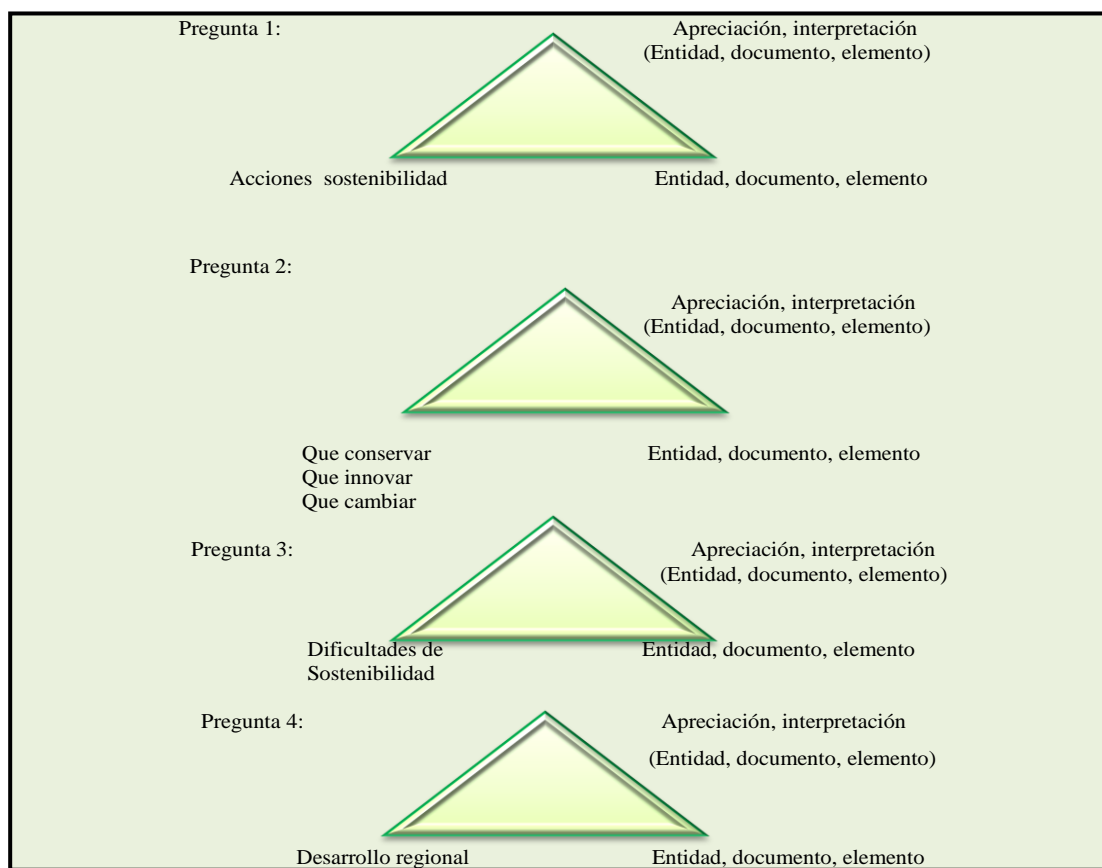 Pregunta 1:
Apreciación, interpretación
(Entidad, documento, elemento)
Acciones sostenibilidad
Entidad, documento, elemento
Pregunta 2:
Apreciación, interpretación
(Entidad, documento, elemento)
Que conservar
Que innovar
Que cambiar
Entidad, documento, elemento
Pregunta 3:
Apreciación, interpretación
(Entidad, documento, elemento)
Dificultades de
Sostenibilidad
Entidad, documento, elemento
Pregunta 4:
Apreciación, interpretación
(Entidad, documento, elemento)
Desarrollo regional
Entidad, documento, elemento